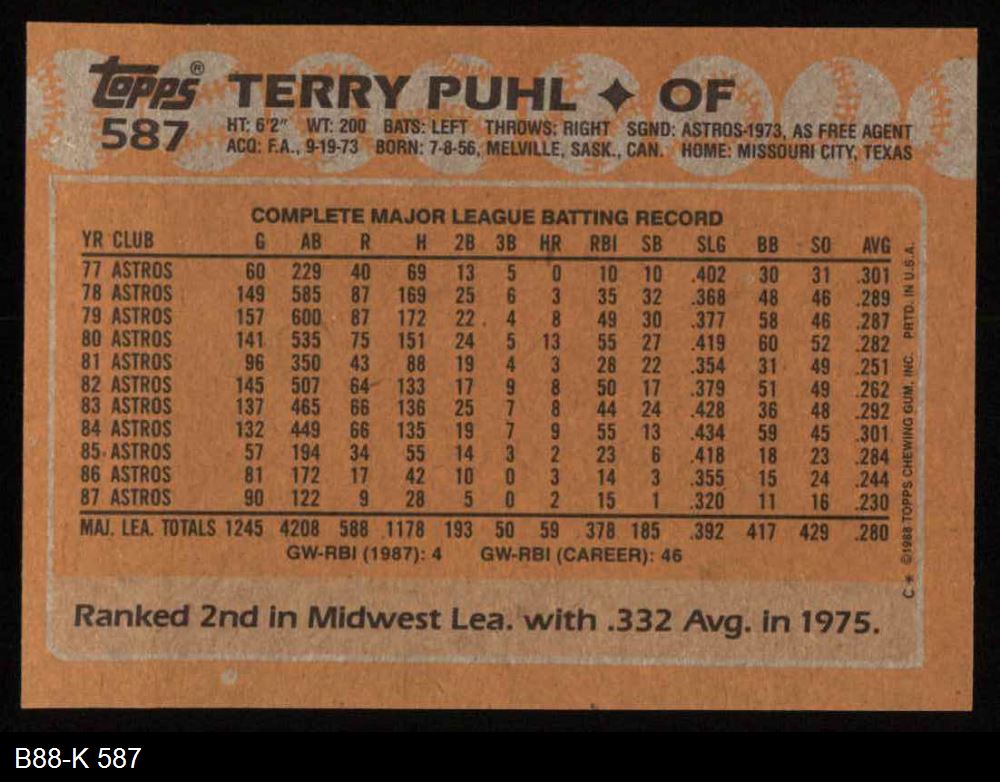 topps®
587
TERRY PUHL ✦ OF
HT: 6'2" WT: 200 BATS: LEFT THROWS: RIGHT SGND: ASTROS-1973, AS FREE AGENT
ACQ: F.A., 9-19-73 BORN: 7-8-56, MELVILLE, SASK., CAN. HOME: MISSOURI CITY, TEXAS
COMPLETE MAJOR LEAGUE BATTING RECORD
YR CLUB G AB R H 2B 3B HR RBI SB SLG BB SO AVG
77 ASTROS 60 229 40 69 13 5 0 10 10 .402 30 31 .301
78 ASTROS 149 585 87 169 25 6 3 35 32 .368 48 46 .289
79 ASTROS 157 600 87 172 22 4 8 49 30 .377 58 46 .287
80 ASTROS 141 535 75 151 24 5 13 55 27 .419 60 52 .282
81 ASTROS 96 350 43 88 19 4 3 28 22 .354 31 49 .251
82 ASTROS 145 507 64 133 17 9 8 50 17 .379 51 49 .262
83 ASTROS 137 465 66 136 25 7 8 44 24 .428 36 48 .292
84 ASTROS 132 449 66 135 19 7 9 55 13 .434 59 45 .301
85 ASTROS 57 194 34 55 14 3 2 23 6 .418 18 23 .284
86 ASTROS 81 172 17 42 10 0 3 14 3 .355 15 24 .244
87 ASTROS 90 122 9 28 5 0 2 15 1 .320 11 16 .230
MAJ. LEA. TOTALS 1245 4208 588 1178 193 50 59 378 185 .392 417 429 .280
GW-RBI (1987): 4 GW-RBI (CAREER): 46
C* ©1988 TOPPS CHEWING GUM, INC. PRTD. IN U.S.A.
Ranked 2nd in Midwest Lea. with .332 Avg. in 1975.
B88-K 587